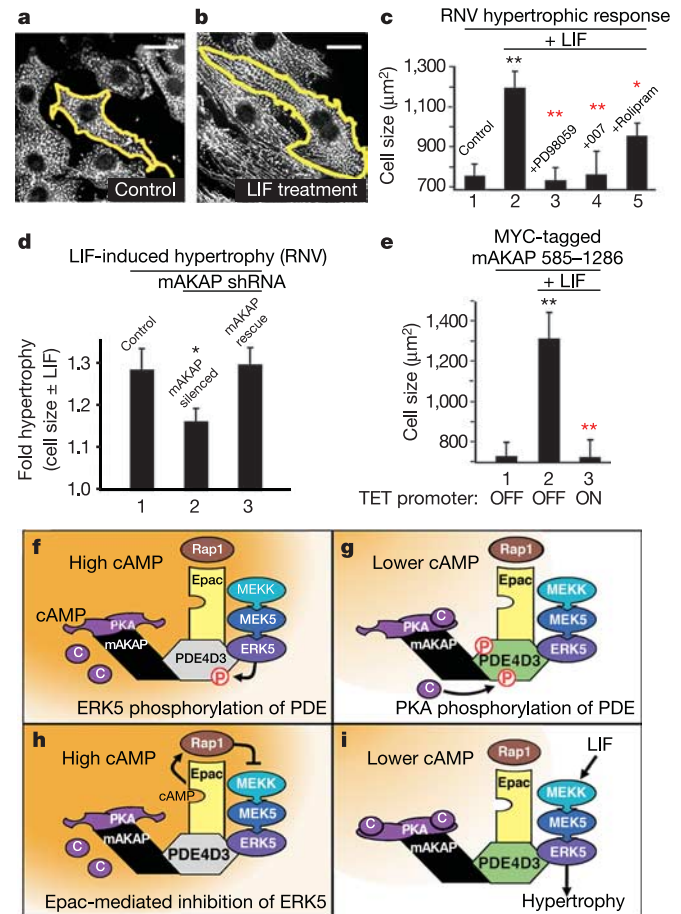 a
Control
b
LIF treatment
c
RNV hypertrophic response
+ LIF
Cell size (μm²)
1,300
1,100
900
700
Control
**
**
+PD98059
**
+007
*
+Rolipram
1 2 3 4 5
d
LIF-induced hypertrophy (RNV)
mAKAP shRNA
Fold hypertrophy
(cell size ± LIF)
1.3
1.2
1.1
1.0
Control
*
mAKAP
silenced
mAKAP
rescue
1 2 3
e
MYC-tagged
mAKAP 585–1286
+ LIF
Cell size (μm²)
1,400
1,200
1,000
800
**
**
1 2 3
TET promoter: OFF OFF ON
f
High cAMP
Rap1
Epac
MEKK
MEK5
ERK5
cAMP
PKA
mAKAP
C
C
PDE4D3
P
ERK5 phosphorylation of PDE
g
Lower cAMP
Rap1
Epac
MEKK
MEK5
ERK5
PKA
C
mAKAP
P
PDE4D3
P
C
PKA phosphorylation of PDE
h
High cAMP
Rap1
Epac
cAMP
MEKK
MEK5
ERK5
PKA
mAKAP
C
C
PDE4D3
Epac-mediated inhibition of ERK5
i
Lower cAMP
Rap1
LIF
Epac
MEKK
MEK5
ERK5
C
PKA
C
mAKAP
PDE4D3
Hypertrophy